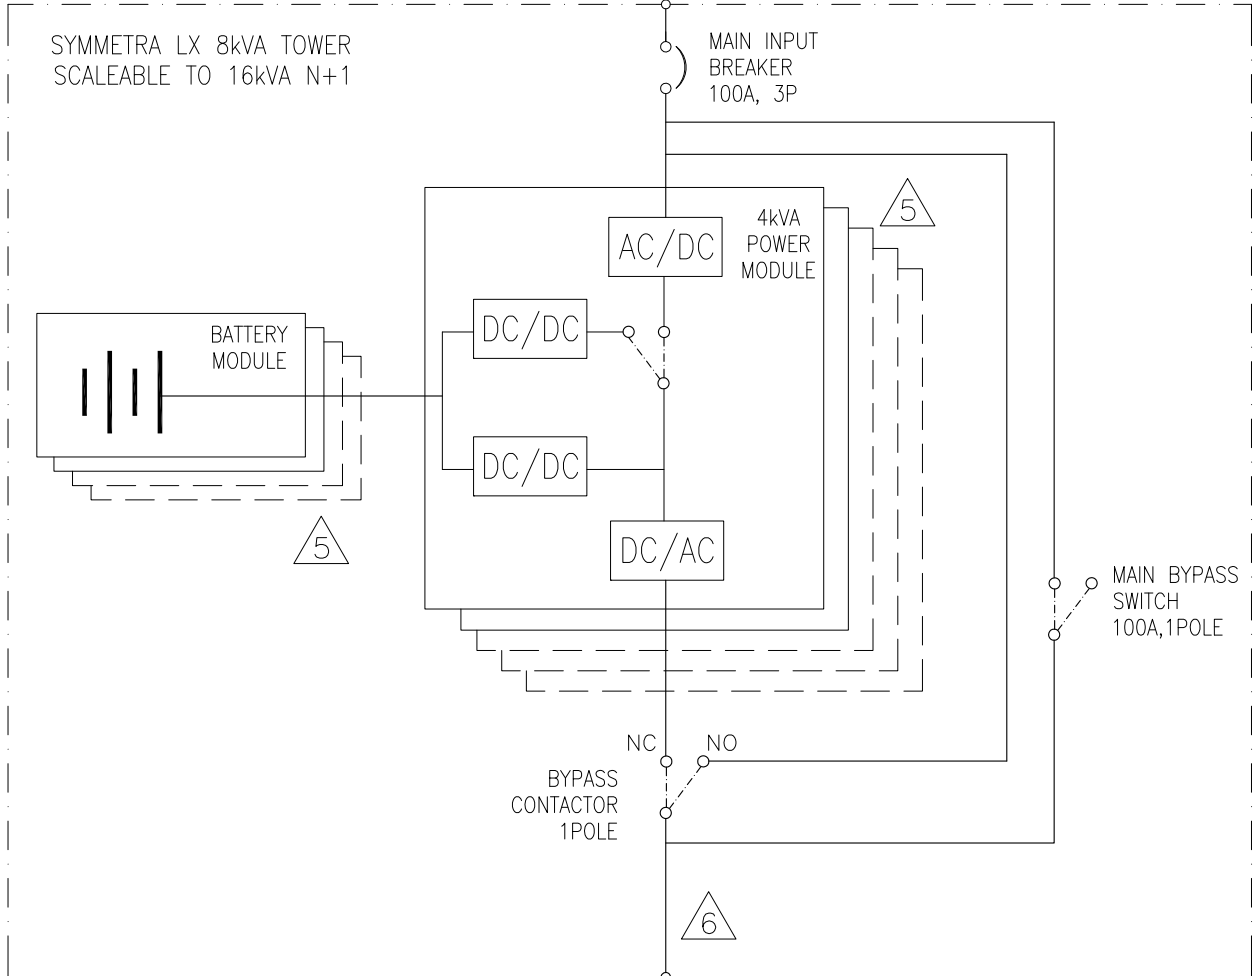 SYMMETRA LX 8kVA TOWER
SCALEABLE TO 16kVA N+1
MAIN INPUT
BREAKER
100A, 3P
5
4kVA
POWER
MODULE
AC/DC
BATTERY
MODULE
DC/DC
DC/DC
5
DC/AC
MAIN BYPASS
SWITCH
100A,1POLE
NC
NO
BYPASS
CONTACTOR
1POLE
6